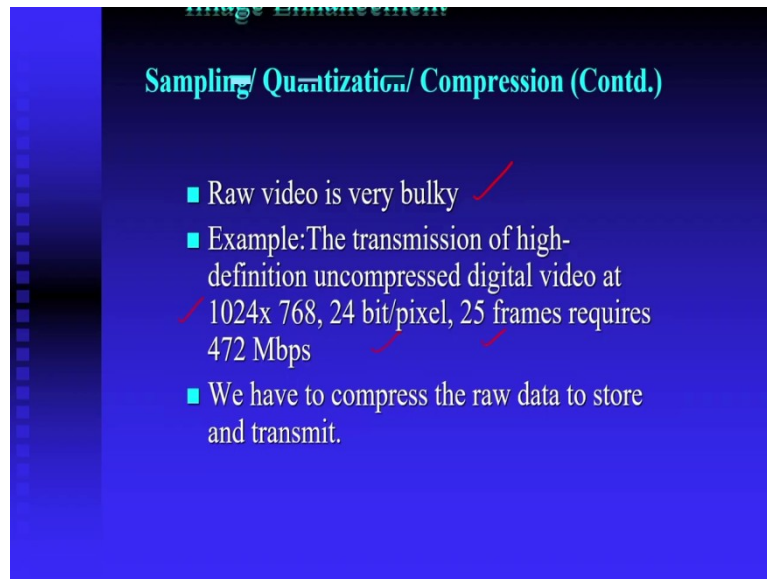 Image Enhancement
Sampling/ Quantization/ Compression (Contd.)
Raw video is very bulky
Example:The transmission of high-
definition uncompressed digital video at
1024x 768, 24 bit/pixel, 25 frames requires
472 Mbps
We have to compress the raw data to store
and transmit.